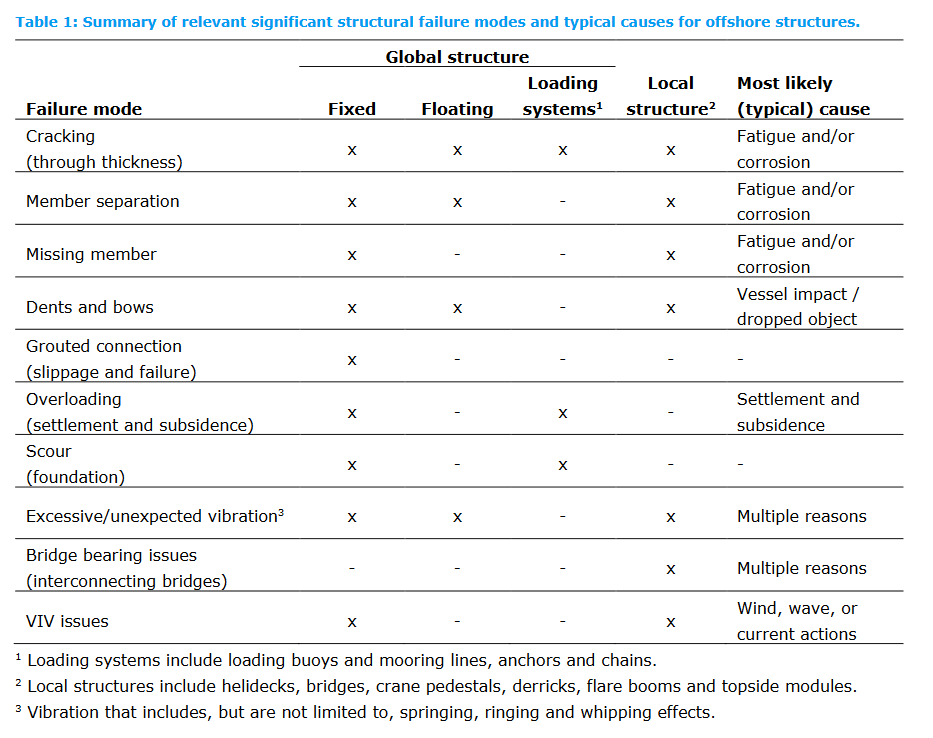 Table 1: Summary of relevant significant structural failure modes and typical causes for offshore structures.
Global structure
Failure mode Fixed Floating Loading systems¹ Local structure² Most likely (typical) cause
Cracking (through thickness) x x x x Fatigue and/or corrosion
Member separation x x - x Fatigue and/or corrosion
Missing member x - - x Fatigue and/or corrosion
Dents and bows x x - x Vessel impact / dropped object
Grouted connection (slippage and failure) x - - - -
Overloading (settlement and subsidence) x - x - Settlement and subsidence
Scour (foundation) x - x - -
Excessive/unexpected vibration³ x x - x Multiple reasons
Bridge bearing issues (interconnecting bridges) - - - x Multiple reasons
VIV issues x - - x Wind, wave, or current actions
¹ Loading systems include loading buoys and mooring lines, anchors and chains.
² Local structures include helidecks, bridges, crane pedestals, derricks, flare booms and topside modules.
³ Vibration that includes, but are not limited to, springing, ringing and whipping effects.